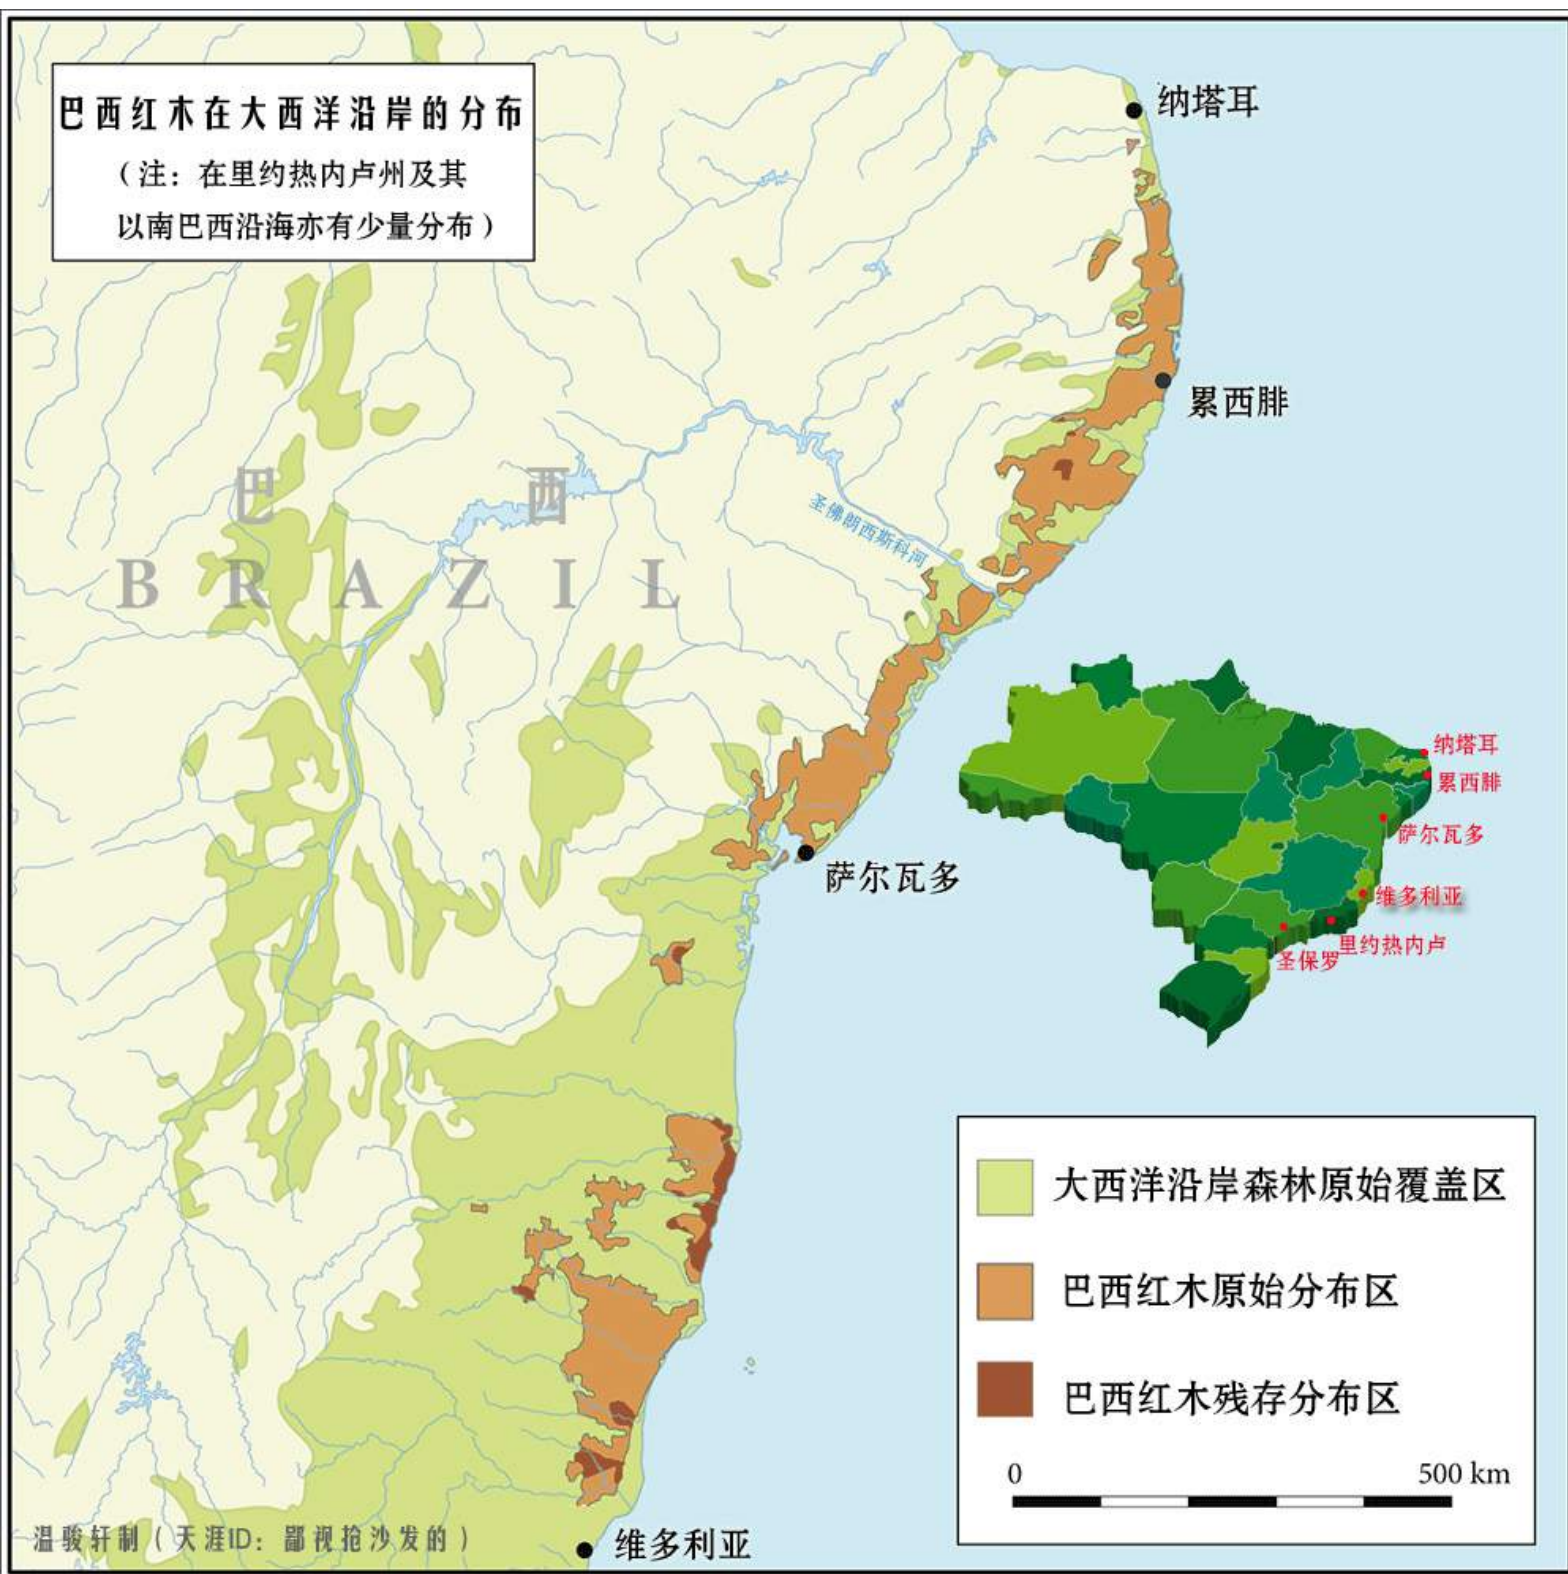 巴西红木在大西洋沿岸的分布
（注：在里约热内卢州及其
以南巴西沿海亦有少量分布）
纳塔耳
累西腓
巴 西
BRAZIL
圣佛朗西斯科河
萨尔瓦多
纳塔耳
累西腓
萨尔瓦多
维多利亚
里约热内卢
圣保罗
大西洋沿岸森林原始覆盖区
巴西红木原始分布区
巴西红木残存分布区
0 500 km
温骏轩制（天涯ID：鄙视抢沙发的）
维多利亚